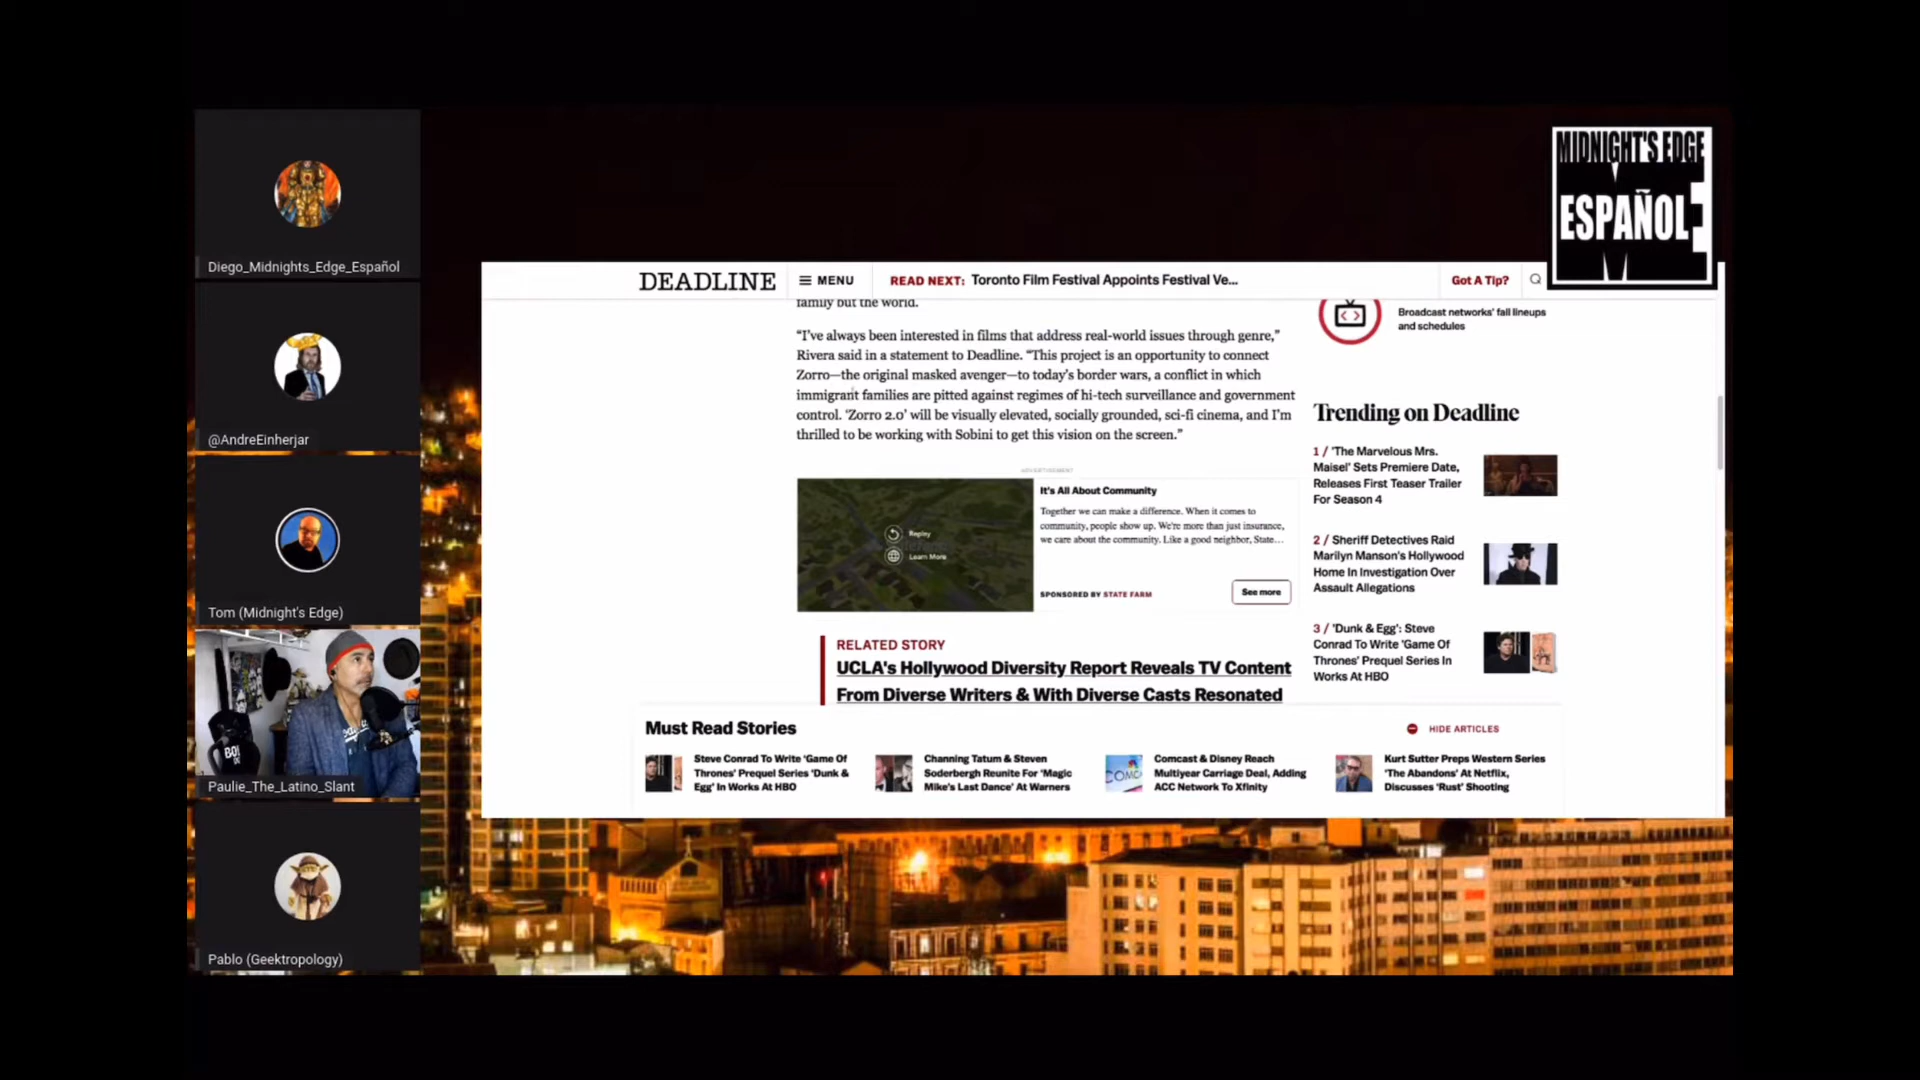 Diego_Midnights_Edge_Español
@AndreEinherjar
Tom (Midnight's Edge)
Paulie_The_Latino_Slant
Pablo (Geektropology)
MIDNIGHT'S EDGE
ESPAÑOL
DEADLINE
MENU
READ NEXT: Toronto Film Festival Appoints Festival Ve...
Got A Tip?
family but the world.
“I’ve always been interested in films that address real-world issues through genre,”
Rivera said in a statement to Deadline. “This project is an opportunity to connect
Zorro—the original masked avenger—to today’s border wars, a conflict in which
immigrant families are pitted against regimes of hi-tech surveillance and government
control. ‘Zorro 2.0’ will be visually elevated, socially grounded, sci-fi cinema, and I’m
thrilled to be working with Sobini to get this vision on the screen.”
ADVERTISEMENT
Replay
Learn More
It's All About Community
Together we can make a difference. When it comes to
community, people show up. We're more than just insurance,
we care about the community. Like a good neighbor, State...
SPONSORED BY STATE FARM
See more
RELATED STORY
UCLA's Hollywood Diversity Report Reveals TV Content
From Diverse Writers & With Diverse Casts Resonated
Broadcast networks' fall lineups
and schedules
Trending on Deadline
1 / 'The Marvelous Mrs.
Maisel' Sets Premiere Date,
Releases First Teaser Trailer
For Season 4
2 / Sheriff Detectives Raid
Marilyn Manson's Hollywood
Home In Investigation Over
Assault Allegations
3 / 'Dunk & Egg': Steve
Conrad To Write 'Game Of
Thrones' Prequel Series In
Works At HBO
Must Read Stories
HIDE ARTICLES
Steve Conrad To Write 'Game Of
Thrones' Prequel Series 'Dunk &
Egg' In Works At HBO
Channing Tatum & Steven
Soderbergh Reunite For 'Magic
Mike's Last Dance' At Warners
Comcast & Disney Reach
Multiyear Carriage Deal, Adding
ACC Network To Xfinity
Kurt Sutter Preps Western Series
'The Abandons' At Netflix,
Discusses 'Rust' Shooting